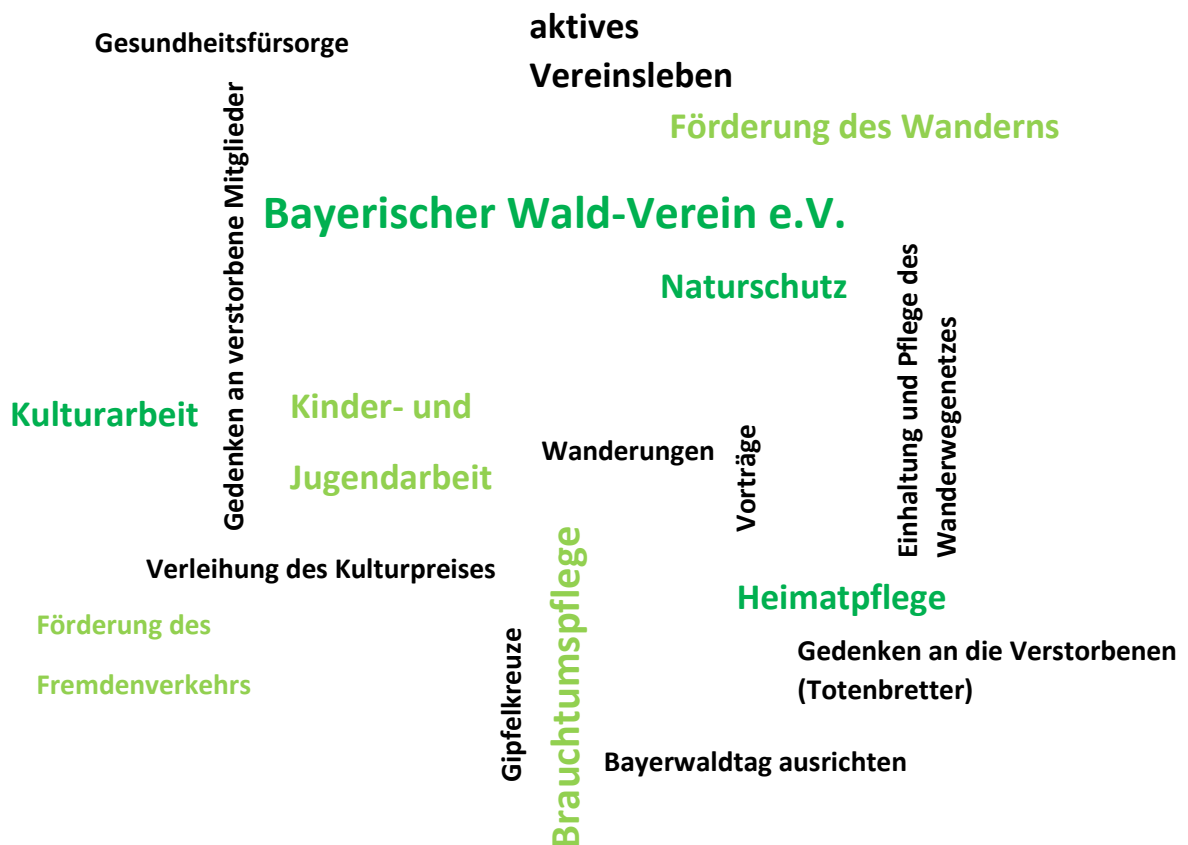 Gesundheitsfürsorge
aktives
Vereinsleben
Förderung des Wanderns
Gedenken an verstorbene Mitglieder
Bayerischer Wald-Verein e.V.
Naturschutz
Einhaltung und Pflege des
Wanderwegenetzes
Kulturarbeit
Kinder- und
Jugendarbeit
Wanderungen
Vorträge
Verleihung des Kulturpreises
Brauchtumspflege
Heimatpflege
Förderung des
Fremdenverkehrs
Gipfelkreuze
Gedenken an die Verstorbenen
(Totenbretter)
Bayerwaldtag ausrichten